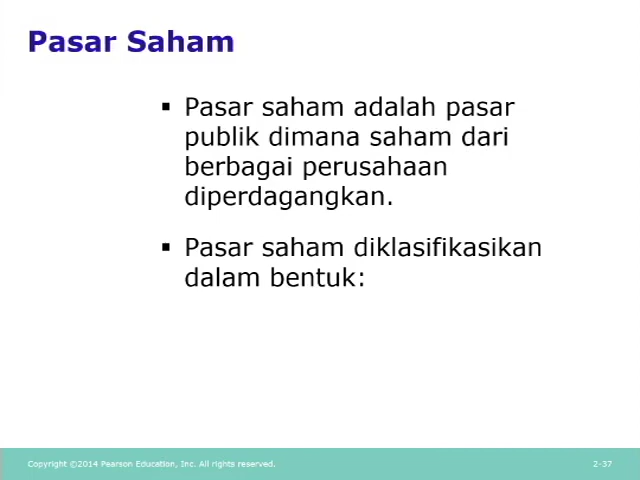 Pasar Saham
▪ Pasar saham adalah pasar
publik dimana saham dari
berbagai perusahaan
diperdagangkan.
▪ Pasar saham diklasifikasikan
dalam bentuk:
Copyright ©2014 Pearson Education, Inc. All rights reserved.
2-37